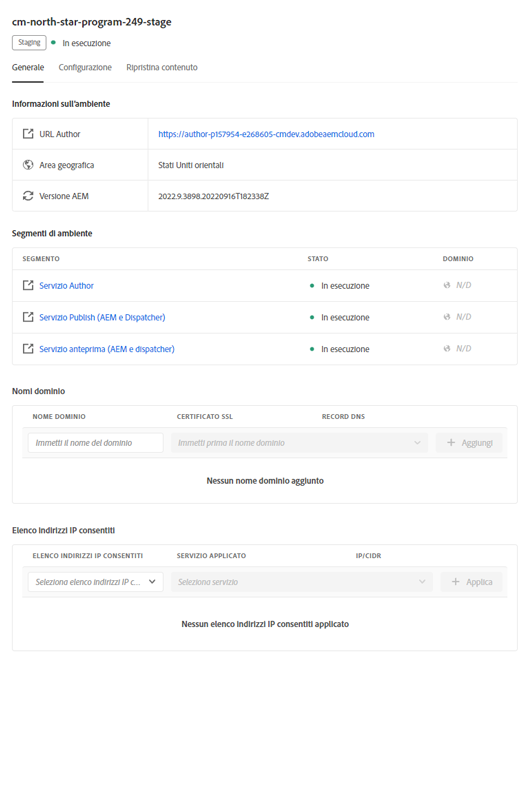 cm-north-star-program-249-stage
Staging In esecuzione
Generale Configurazione Ripristina contenuto
Informazioni sull'ambiente
URL Author https://author-p157954-e268605-cmdev.adobeaemcloud.com
Area geografica Stati Uniti orientali
Versione AEM 2022.9.3898.20220916T182338Z
Segmenti di ambiente
SEGMENTO STATO DOMINIO
Servizio Author In esecuzione N/D
Servizio Publish (AEM e Dispatcher) In esecuzione N/D
Servizio anteprima (AEM e dispatcher) In esecuzione N/D
Nomi dominio
NOME DOMINIO CERTIFICATO SSL RECORD DNS
Immetti il nome del dominio Immetti prima il nome dominio Aggiungi
Nessun nome dominio aggiunto
Elenco indirizzi IP consentiti
ELENCO INDIRIZZI IP CONSENTITI SERVIZIO APPLICATO IP/CIDR
Seleziona elenco indirizzi IP c... Seleziona servizio Applica
Nessun elenco indirizzi IP consentiti applicato